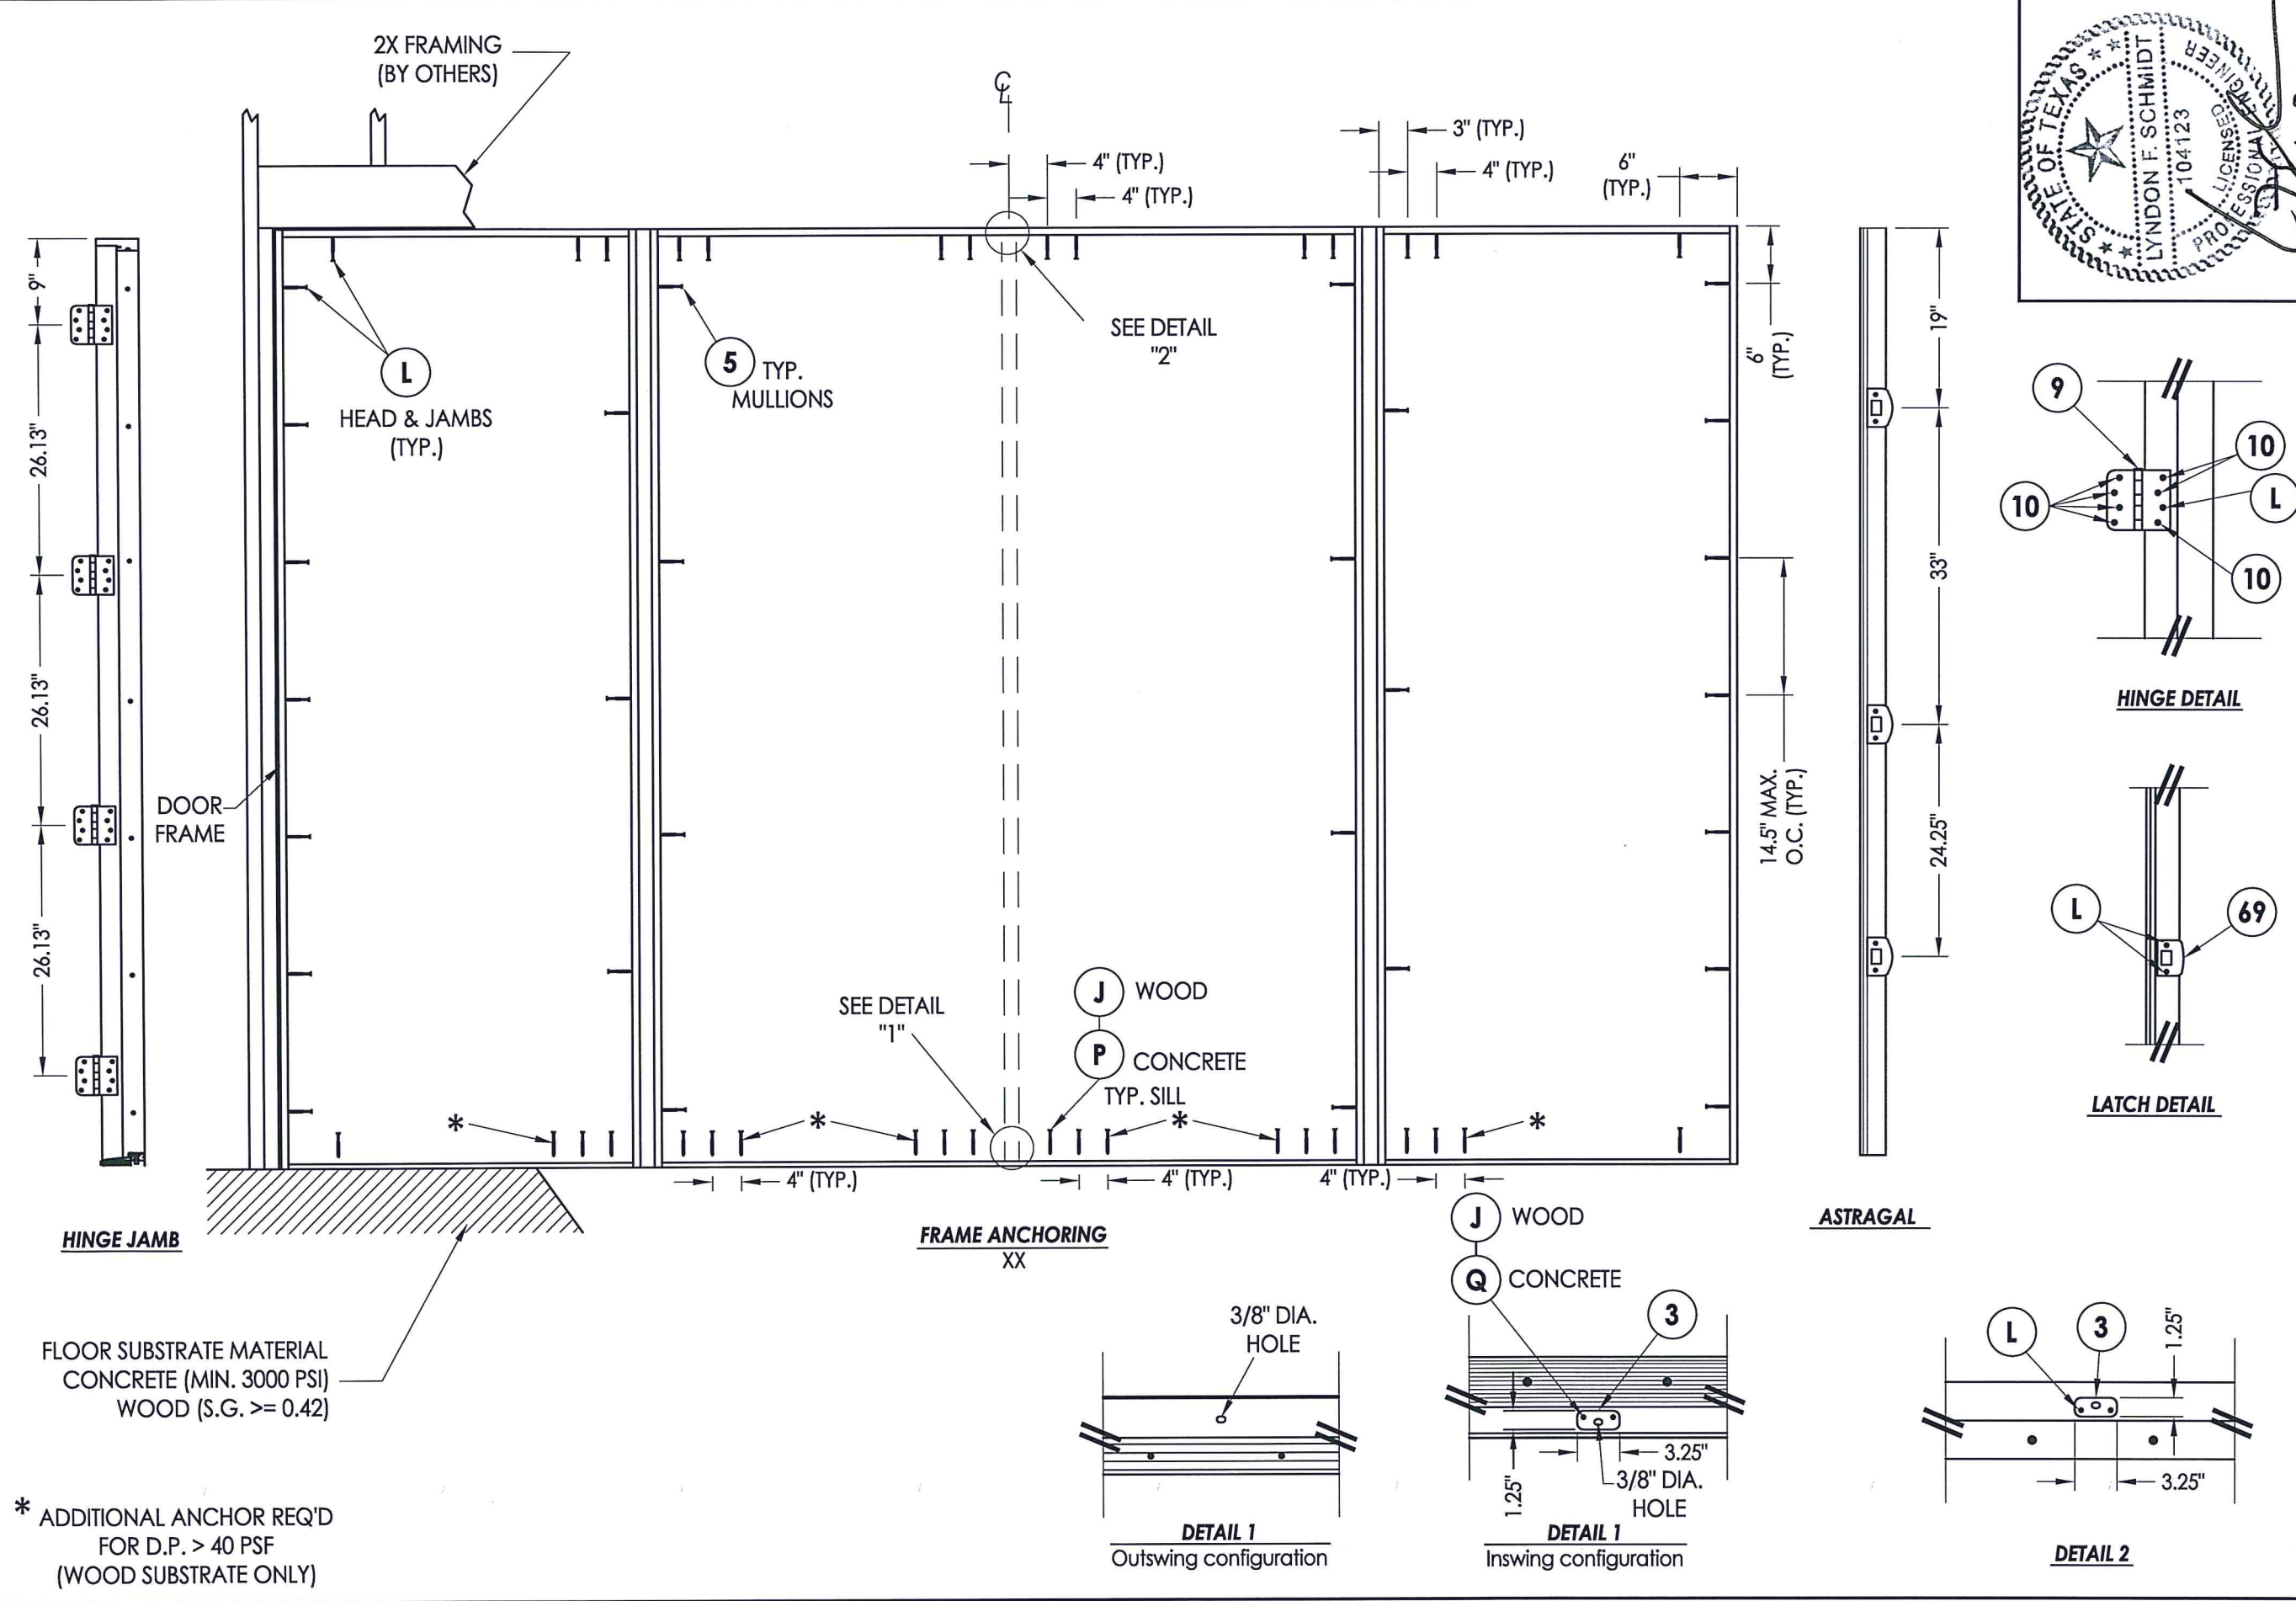 2X FRAMING
(BY OTHERS)
℄
4" (TYP.)
4" (TYP.)
3" (TYP.)
4" (TYP.)
6"
(TYP.)
STATE OF TEXAS
LYNDON F. SCHMIDT
104123
LICENSED
PROFESSIONAL ENGINEER
9"
26.13"
26.13"
26.13"
L
HEAD & JAMBS
(TYP.)
5 TYP.
MULLIONS
SEE DETAIL
"2"
6"
(TYP.)
14.5" MAX.
O.C. (TYP.)
19"
33"
24.25"
9
10
10
L
10
HINGE DETAIL
DOOR
FRAME
L
69
LATCH DETAIL
SEE DETAIL
"1"
J WOOD
P CONCRETE
TYP. SILL
*
*
*
*
4" (TYP.)
4" (TYP.)
4" (TYP.)
HINGE JAMB
FRAME ANCHORING
XX
ASTRAGAL
J WOOD
Q CONCRETE
FLOOR SUBSTRATE MATERIAL
CONCRETE (MIN. 3000 PSI)
WOOD (S.G. >= 0.42)
3/8" DIA.
HOLE
3
3.25"
3/8" DIA.
HOLE
1.25"
L
3
1.25"
3.25"
DETAIL 1
Outswing configuration
DETAIL 1
Inswing configuration
DETAIL 2
* ADDITIONAL ANCHOR REQ'D
FOR D.P. > 40 PSF
(WOOD SUBSTRATE ONLY)